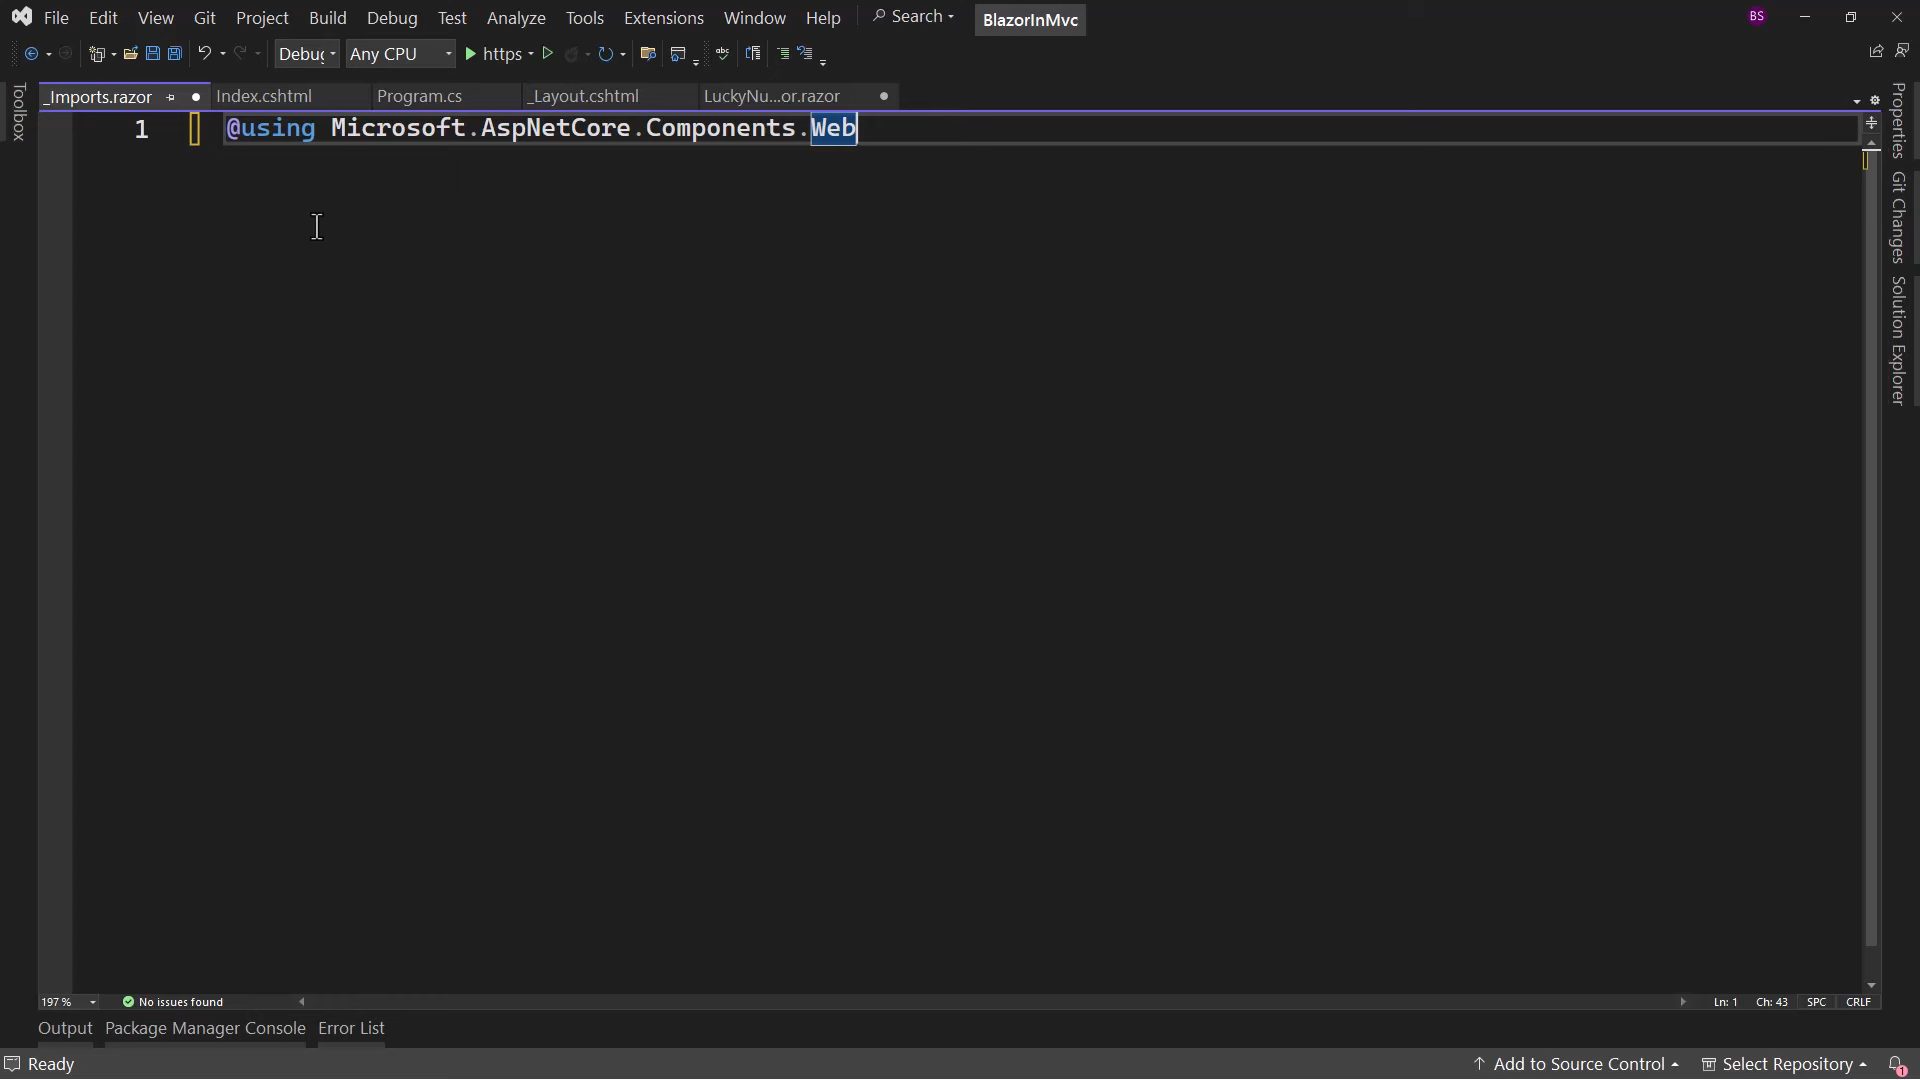 File Edit View Git Project Build Debug Test Analyze Tools Extensions Window Help Search BlazorInMvc BS
Debug Any CPU https
_Imports.razor Index.cshtml Program.cs _Layout.cshtml LuckyNu...or.razor
Toolbox
1 @using Microsoft.AspNetCore.Components.Web
Properties
Git Changes
Solution Explorer
197 % No issues found Ln: 1 Ch: 43 SPC CRLF
Output Package Manager Console Error List
Ready Add to Source Control Select Repository 1